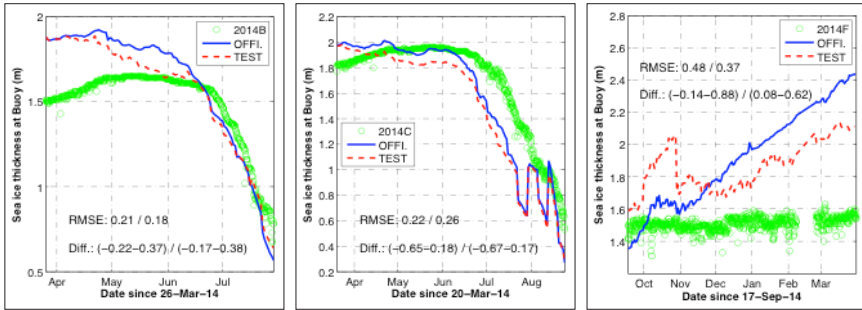 Sea ice thickness at Buoy (m)
2
1.5
1
0.5
2014B
OFFI.
TEST
RMSE: 0.21 / 0.18
Diff.: (−0.22−0.37) / (−0.17−0.38)
Apr May Jun Jul
Date since 26−Mar−14
Sea ice thickness at Buoy (m)
2.2
2
1.8
1.6
1.4
1.2
1
0.8
0.6
0.4
0.2
2014C
OFFI.
TEST
RMSE: 0.22 / 0.26
Diff.: (−0.65−0.18) / (−0.67−0.17)
Apr May Jun Jul Aug
Date since 20−Mar−14
Sea ice thickness at Buoy (m)
2.8
2.6
2.4
2.2
2
1.8
1.6
1.4
2014F
OFFI.
TEST
RMSE: 0.48 / 0.37
Diff.: (−0.14−0.88) / (0.08−0.62)
Oct Nov Dec Jan Feb Mar
Date since 17−Sep−14